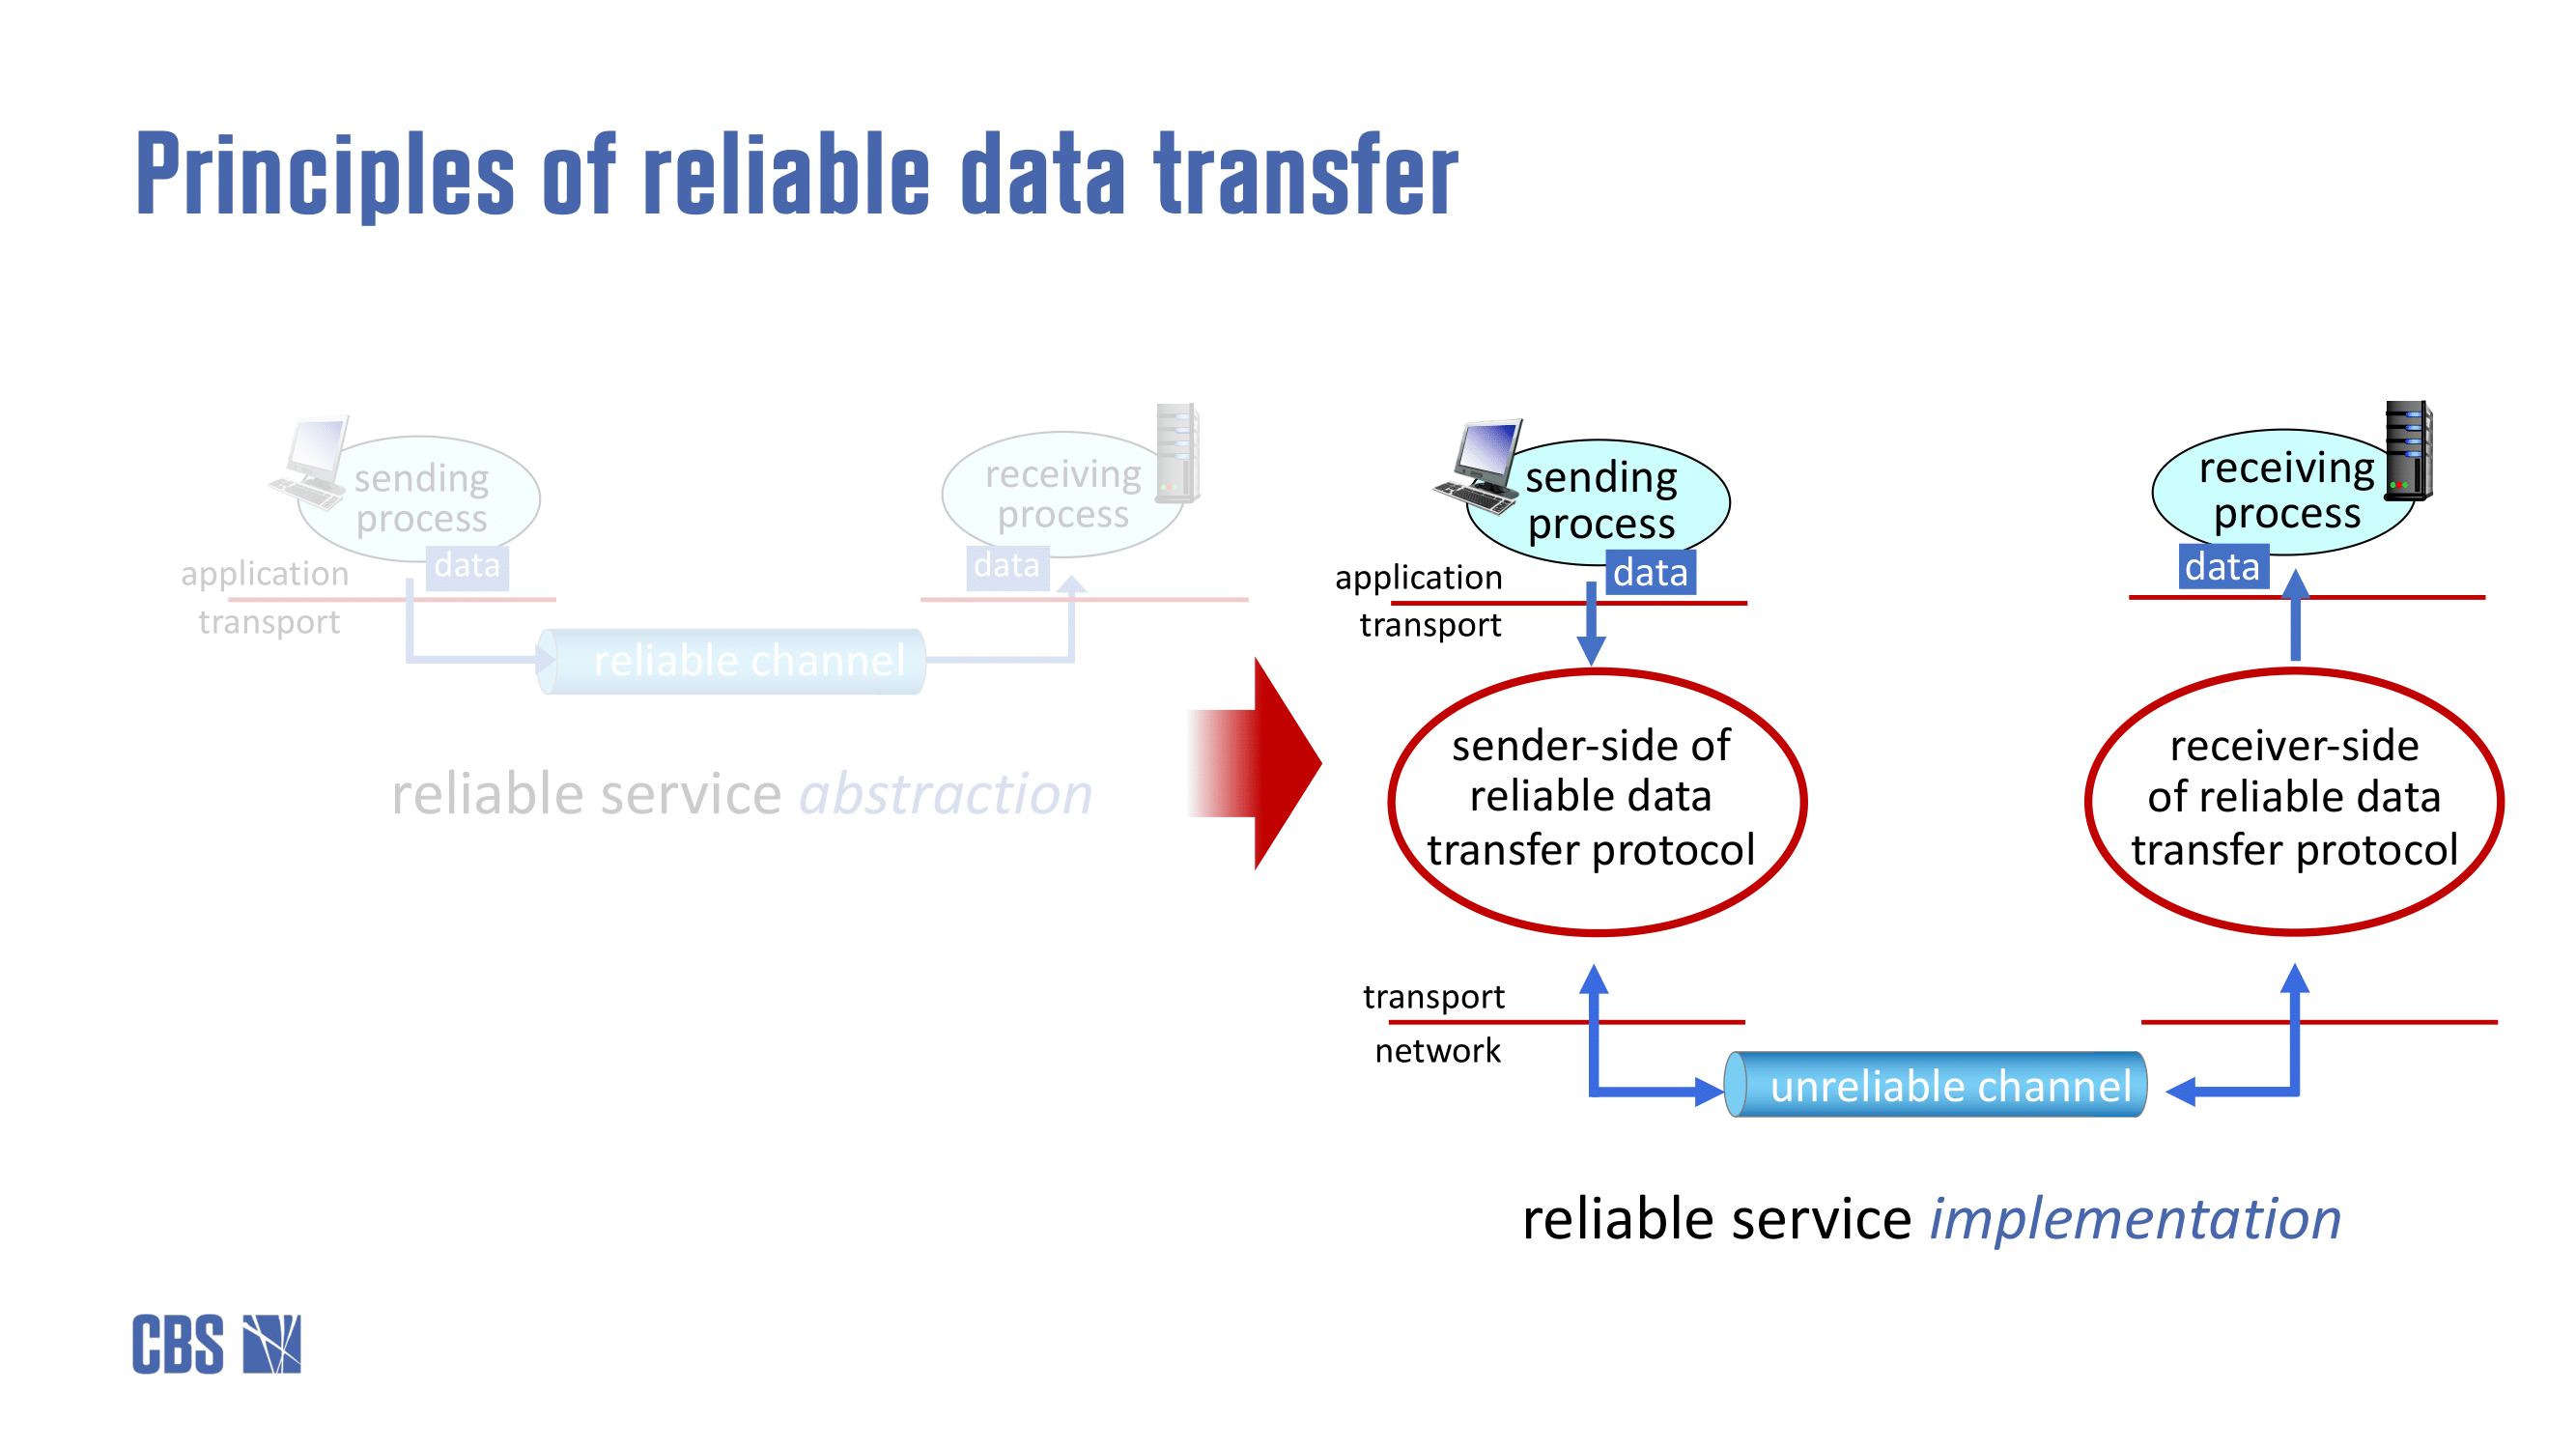 Principles of reliable data transfer
sending
process
data
application
transport
receiving
process
data
reliable channel
reliable service abstraction
sending
process
data
application
transport
receiving
process
data
sender-side of
reliable data
transfer protocol
receiver-side
of reliable data
transfer protocol
transport
network
unreliable channel
reliable service implementation
CBS